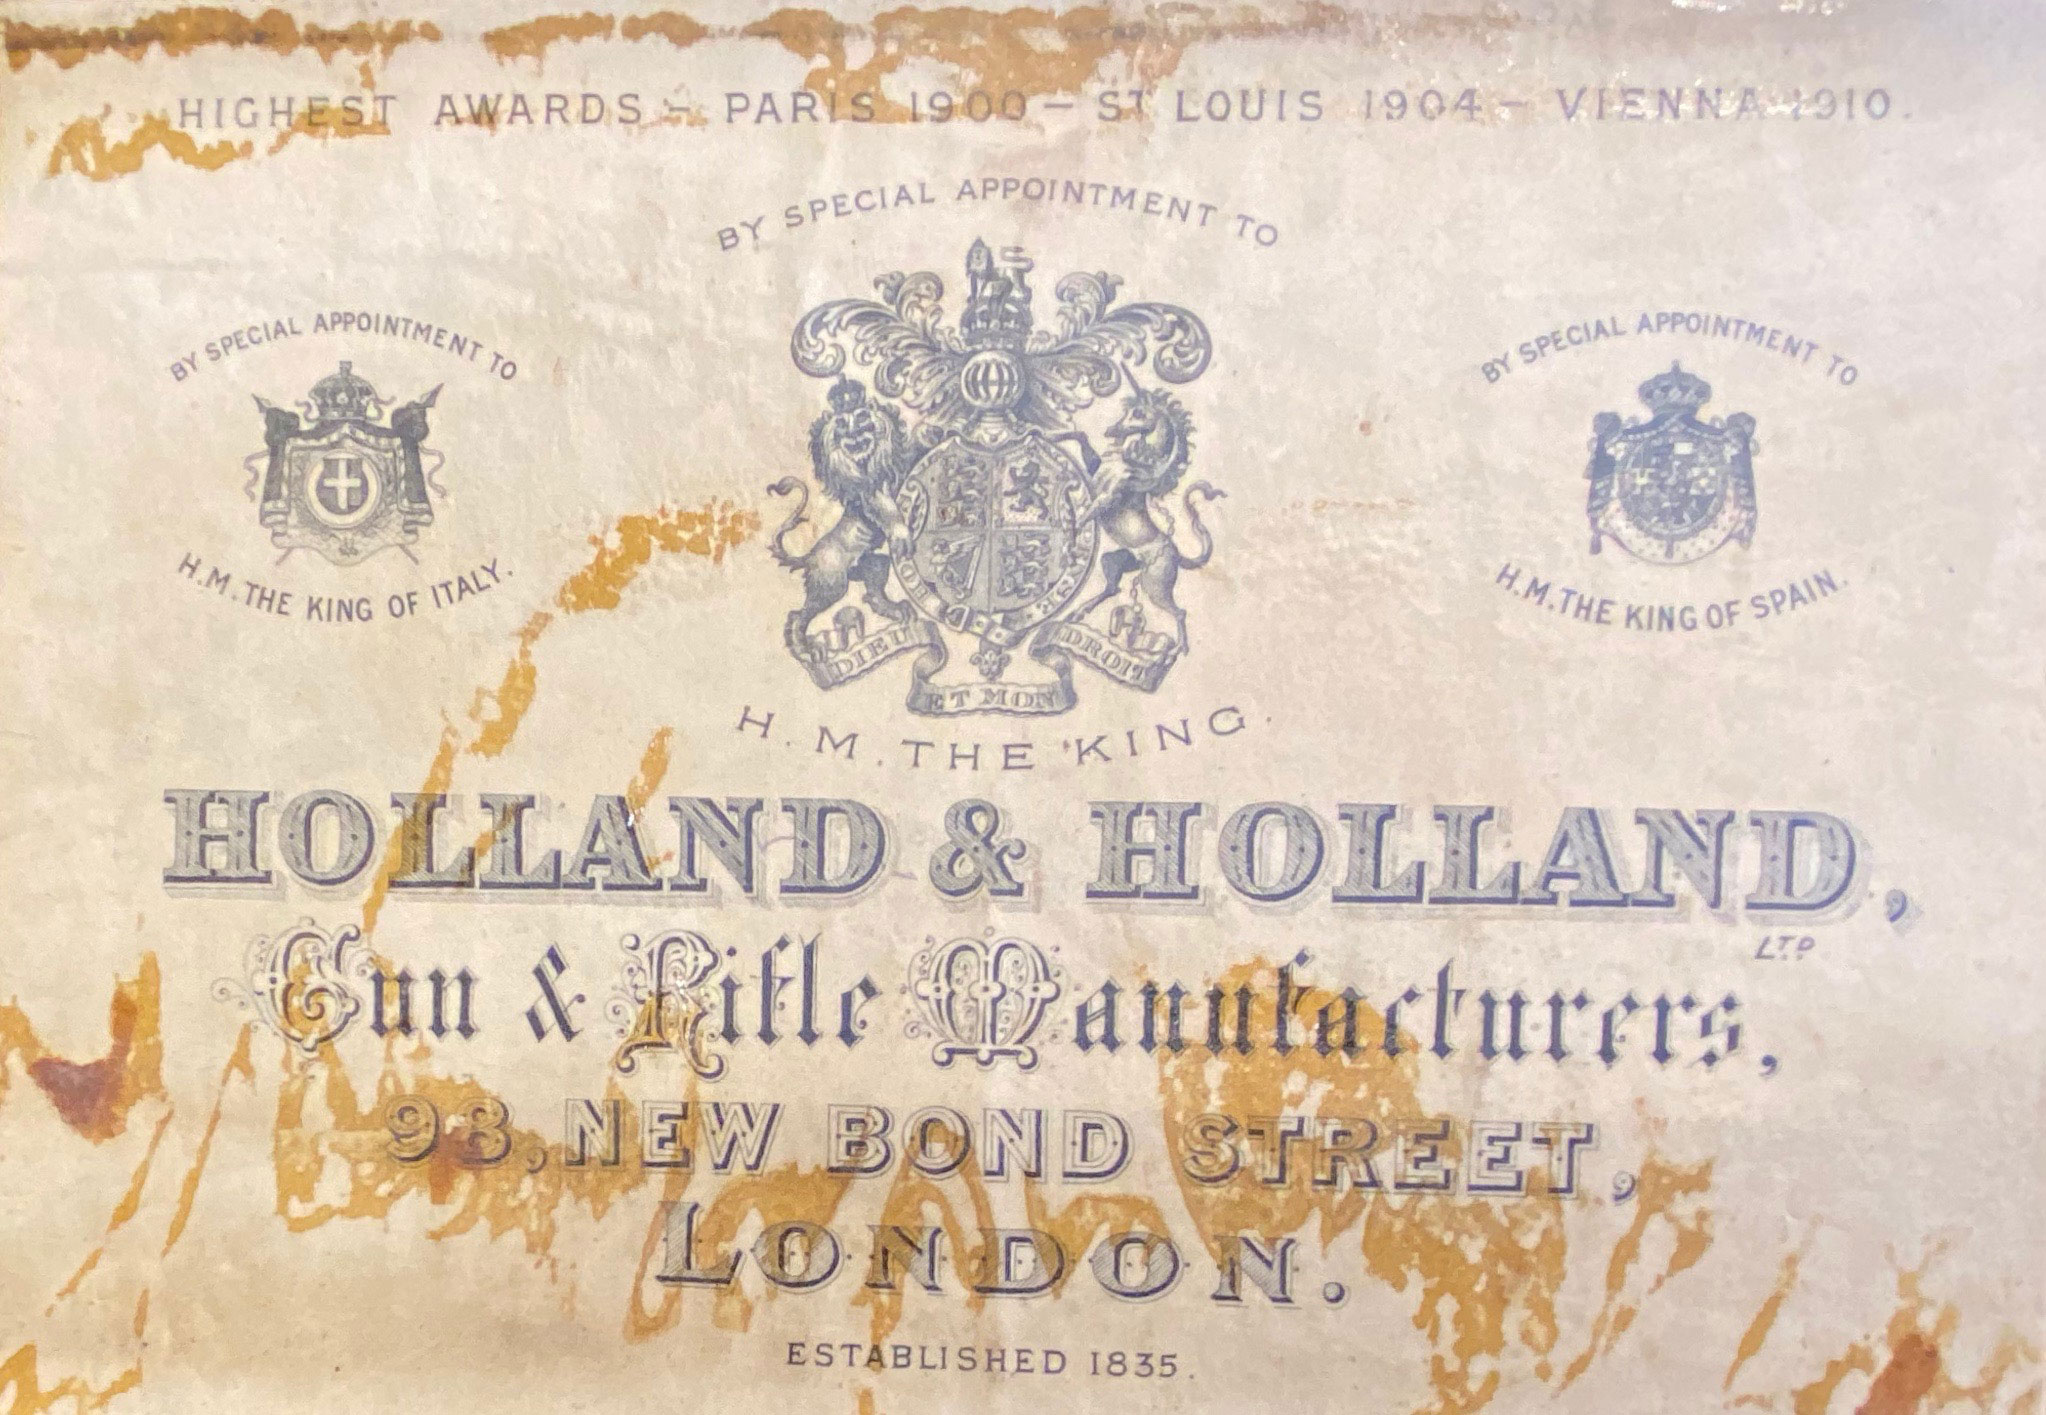 HIGHEST AWARDS - PARIS 1900 - ST LOUIS 1904 - VIENNA 1910.
BY SPECIAL APPOINTMENT TO
DIEU
ET MON
DROIT
H. M. THE KING.
BY SPECIAL APPOINTMENT TO
H.M. THE KING OF ITALY.
BY SPECIAL APPOINTMENT TO
H.M. THE KING OF SPAIN.
HOLLAND & HOLLAND,
LTD
Gun & Rifle Manufacturers,
98, NEW BOND STREET,
LONDON.
ESTABLISHED 1835.